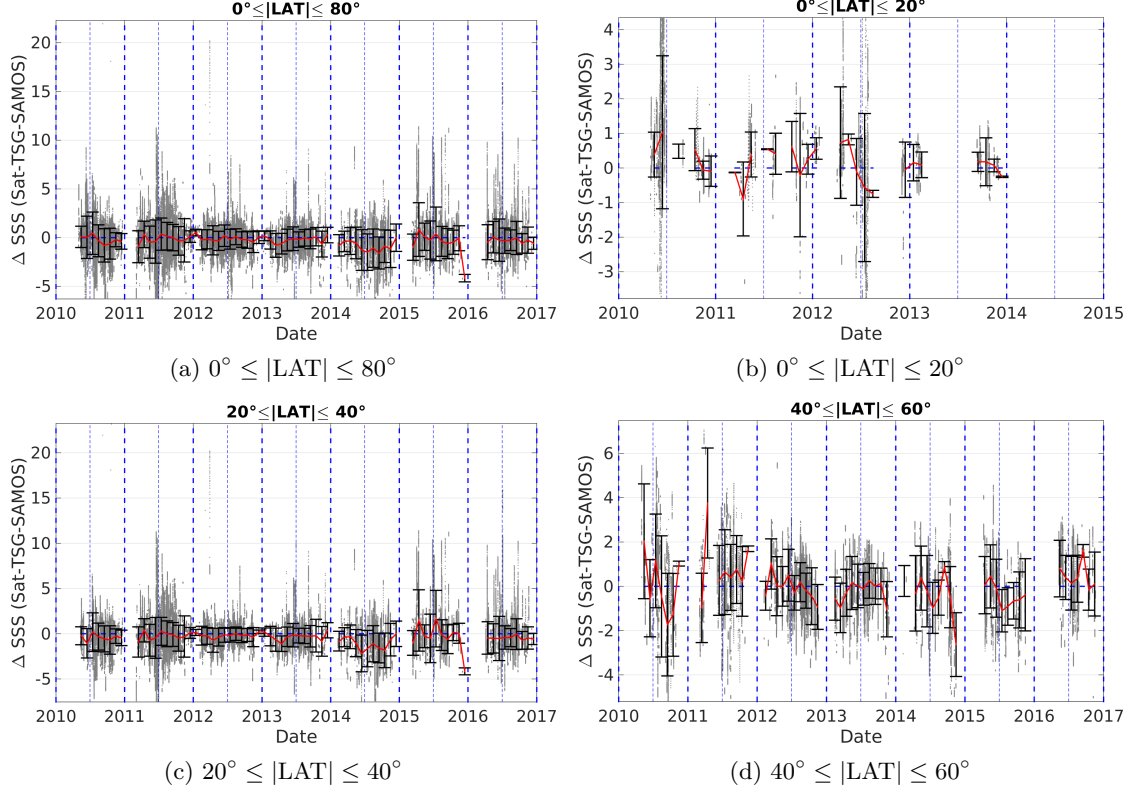 0°≤|LAT|≤ 80°
Δ SSS (Sat-TSG-SAMOS)
20
15
10
5
0
-5
2010 2011 2012 2013 2014 2015 2016 2017
Date
(a) 0° ≤ |LAT| ≤ 80°
0°≤|LAT|≤ 20°
Δ SSS (Sat-TSG-SAMOS)
4
3
2
1
0
-1
-2
-3
2010 2011 2012 2013 2014 2015
Date
(b) 0° ≤ |LAT| ≤ 20°
20°≤|LAT|≤ 40°
Δ SSS (Sat-TSG-SAMOS)
20
15
10
5
0
-5
2010 2011 2012 2013 2014 2015 2016 2017
Date
(c) 20° ≤ |LAT| ≤ 40°
40°≤|LAT|≤ 60°
Δ SSS (Sat-TSG-SAMOS)
6
4
2
0
-2
-4
2010 2011 2012 2013 2014 2015 2016 2017
Date
(d) 40° ≤ |LAT| ≤ 60°